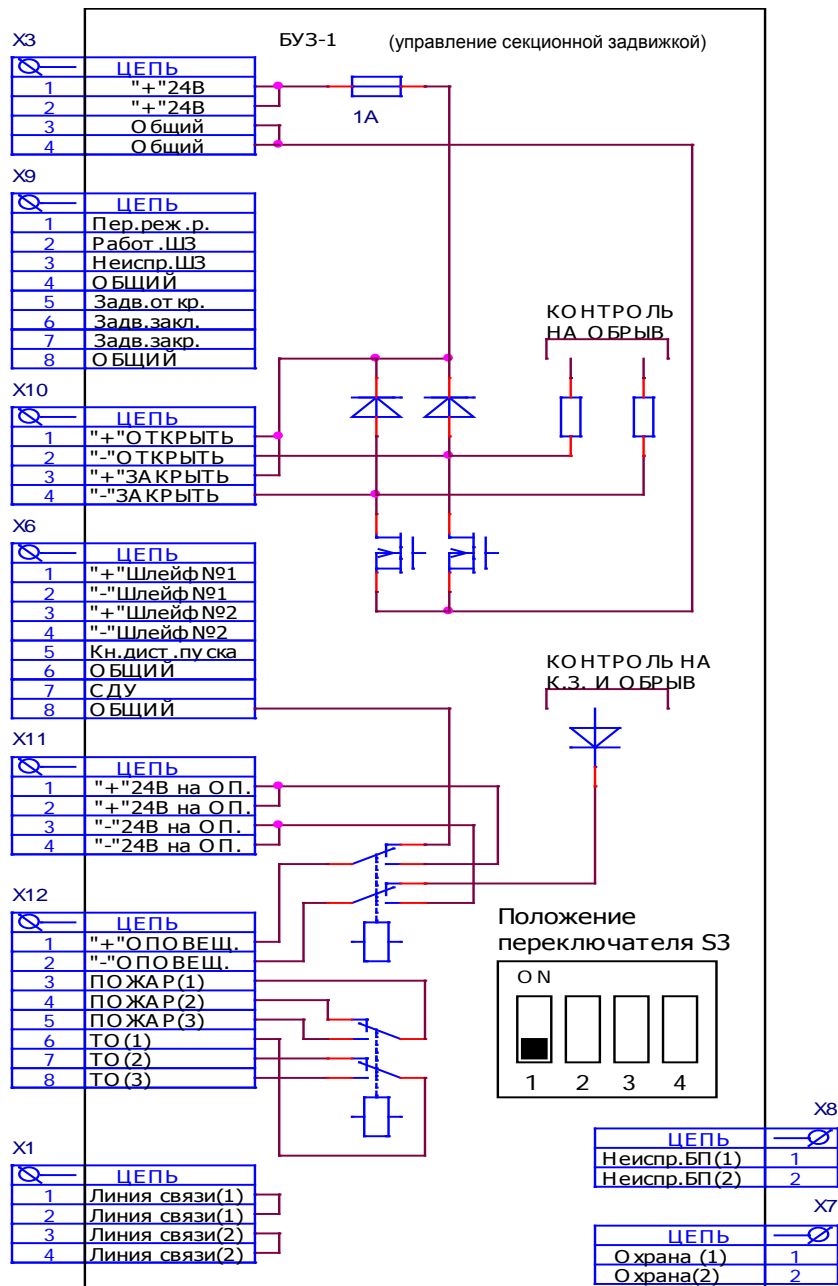 X3
БУЗ-1 (управление секционной задвижкой)
ЦЕПЬ
1 "+"24В
2 "+"24В
3 Общий
4 Общий
1А
X9
ЦЕПЬ
1 Пер.реж.р.
2 Работ.ШЗ
3 Неиспр.ШЗ
4 ОБЩИЙ
5 Задв.откр.
6 Задв.закл.
7 Задв.закр.
8 ОБЩИЙ
КОНТРОЛЬ
НА ОБРЫВ
X10
ЦЕПЬ
1 "+"ОТКРЫТЬ
2 "-"ОТКРЫТЬ
3 "+"ЗАКРЫТЬ
4 "-"ЗАКРЫТЬ
X6
ЦЕПЬ
1 "+"Шлейф№1
2 "-"Шлейф№1
3 "+"Шлейф№2
4 "-"Шлейф№2
5 Кн.дист.пуска
6 ОБЩИЙ
7 СДУ
8 ОБЩИЙ
КОНТРОЛЬ НА
К.З. И ОБРЫВ
X11
ЦЕПЬ
1 "+"24В на ОП.
2 "+"24В на ОП.
3 "-"24В на ОП.
4 "-"24В на ОП.
X12
ЦЕПЬ
1 "+"ОПОВЕЩ.
2 "-"ОПОВЕЩ.
3 ПОЖАР(1)
4 ПОЖАР(2)
5 ПОЖАР(3)
6 ТО(1)
7 ТО(2)
8 ТО(3)
Положение
переключателя S3
ON
1 2 3 4
X1
ЦЕПЬ
1 Линия связи(1)
2 Линия связи(1)
3 Линия связи(2)
4 Линия связи(2)
X8
ЦЕПЬ
Неиспр.БП(1) 1
Неиспр.БП(2) 2
X7
ЦЕПЬ
Охрана (1) 1
Охрана(2) 2